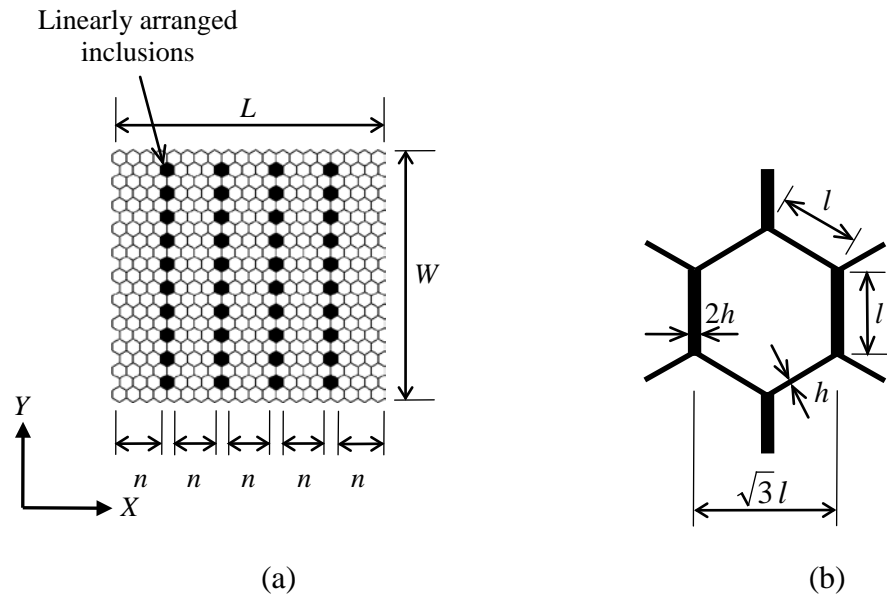 Linearly arranged
inclusions
L
W
Y
X
n n n n n
(a)
l
l
2h
h
√3 l
(b)